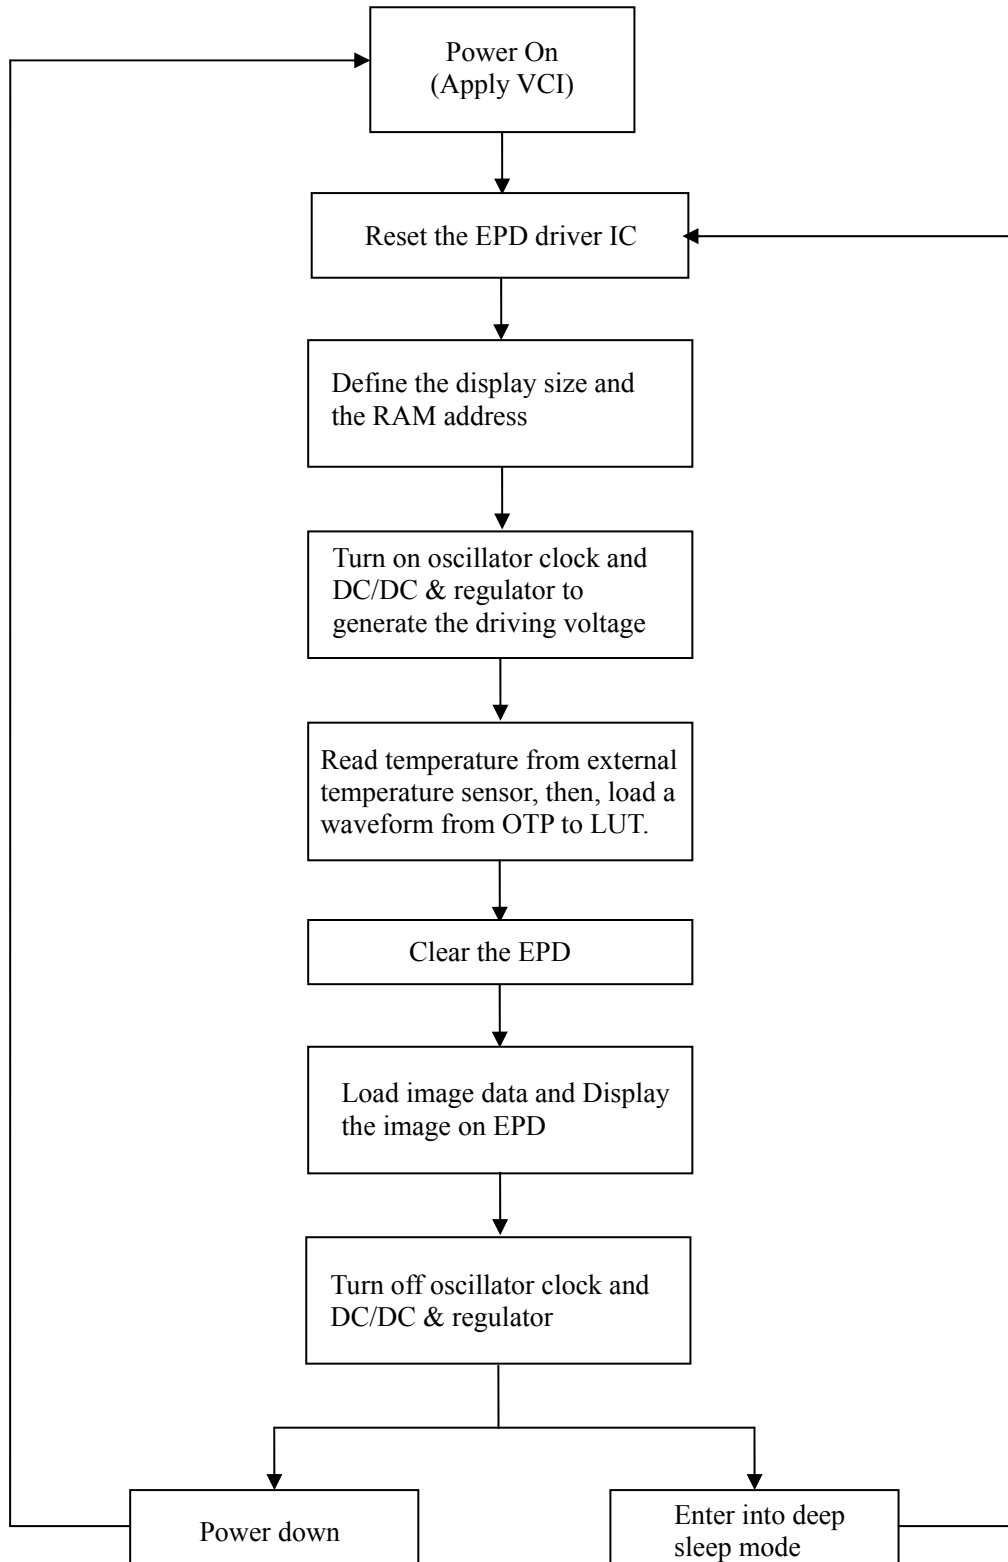 Power On
(Apply VCI)
Reset the EPD driver IC
Define the display size and
the RAM address
Turn on oscillator clock and
DC/DC & regulator to
generate the driving voltage
Read temperature from external
temperature sensor, then, load a
waveform from OTP to LUT.
Clear the EPD
Load image data and Display
the image on EPD
Turn off oscillator clock and
DC/DC & regulator
Power down
Enter into deep
sleep mode